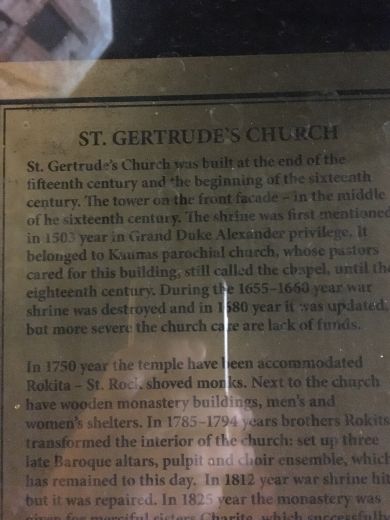 ST. GERTRUDE'S CHURCH
St. Gertrude's Church was built at the end of the
fifteenth century and the beginning of the sixteenth
century. The tower on the front facade – in the middle
of he sixteenth century. The shrine was first mentioned
in 1503 year in Grand Duke Alexander privilege. It
belonged to Kaunas parochial church, whose pastors
cared for this building, still called the chapel, until the
eighteenth century. During the 1655–1660 year war
shrine was destroyed and in 1680 year it was updated,
but more severe the church care are lack of funds.
In 1750 year the temple have been accommodated
Rokita – St. Rock shoved monks. Next to the church
have wooden monastery buildings, men's and
women's shelters. In 1785–1794 years brothers Rokits
transformed the interior of the church: set up three
late Baroque altars, pulpit and choir ensemble, which
has remained to this day. In 1812 year war shrine hit
but it was repaired. In 1825 year the monastery was
given for merciful sisters Charite, which successfully